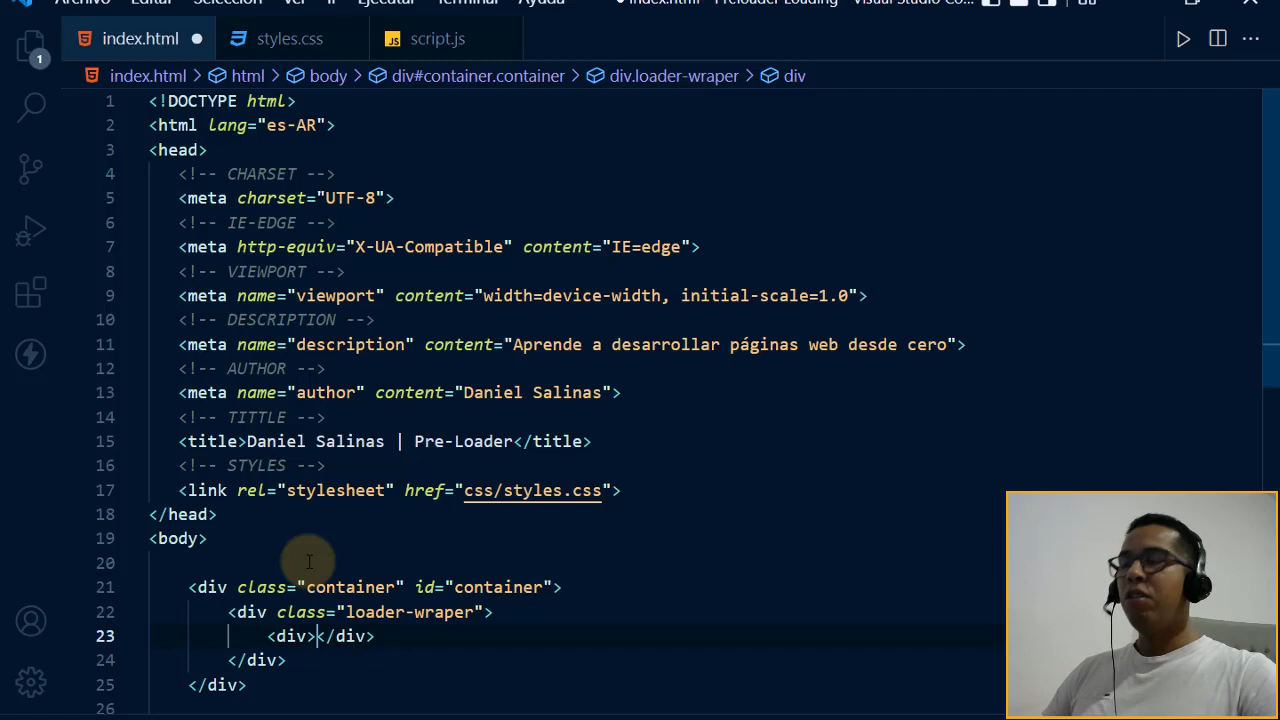 index.html
styles.css
JS script.js
1
index.html > html > body > div#container.container > div.loader-wraper > div
1 <!DOCTYPE html>
2 <html lang="es-AR">
3 <head>
4 <!-- CHARSET -->
5 <meta charset="UTF-8">
6 <!-- IE-EDGE -->
7 <meta http-equiv="X-UA-Compatible" content="IE=edge">
8 <!-- VIEWPORT -->
9 <meta name="viewport" content="width=device-width, initial-scale=1.0">
10 <!-- DESCRIPTION -->
11 <meta name="description" content="Aprende a desarrollar páginas web desde cero">
12 <!-- AUTHOR -->
13 <meta name="author" content="Daniel Salinas">
14 <!-- TITTLE -->
15 <title>Daniel Salinas | Pre-Loader</title>
16 <!-- STYLES -->
17 <link rel="stylesheet" href="css/styles.css">
18 </head>
19 <body>
20
21 <div class="container" id="container">
22 <div class="loader-wraper">
23 <div></div>
24 </div>
25 </div>
26